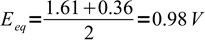 E_eq = (1.61+0.36)/2 = 0.98 V